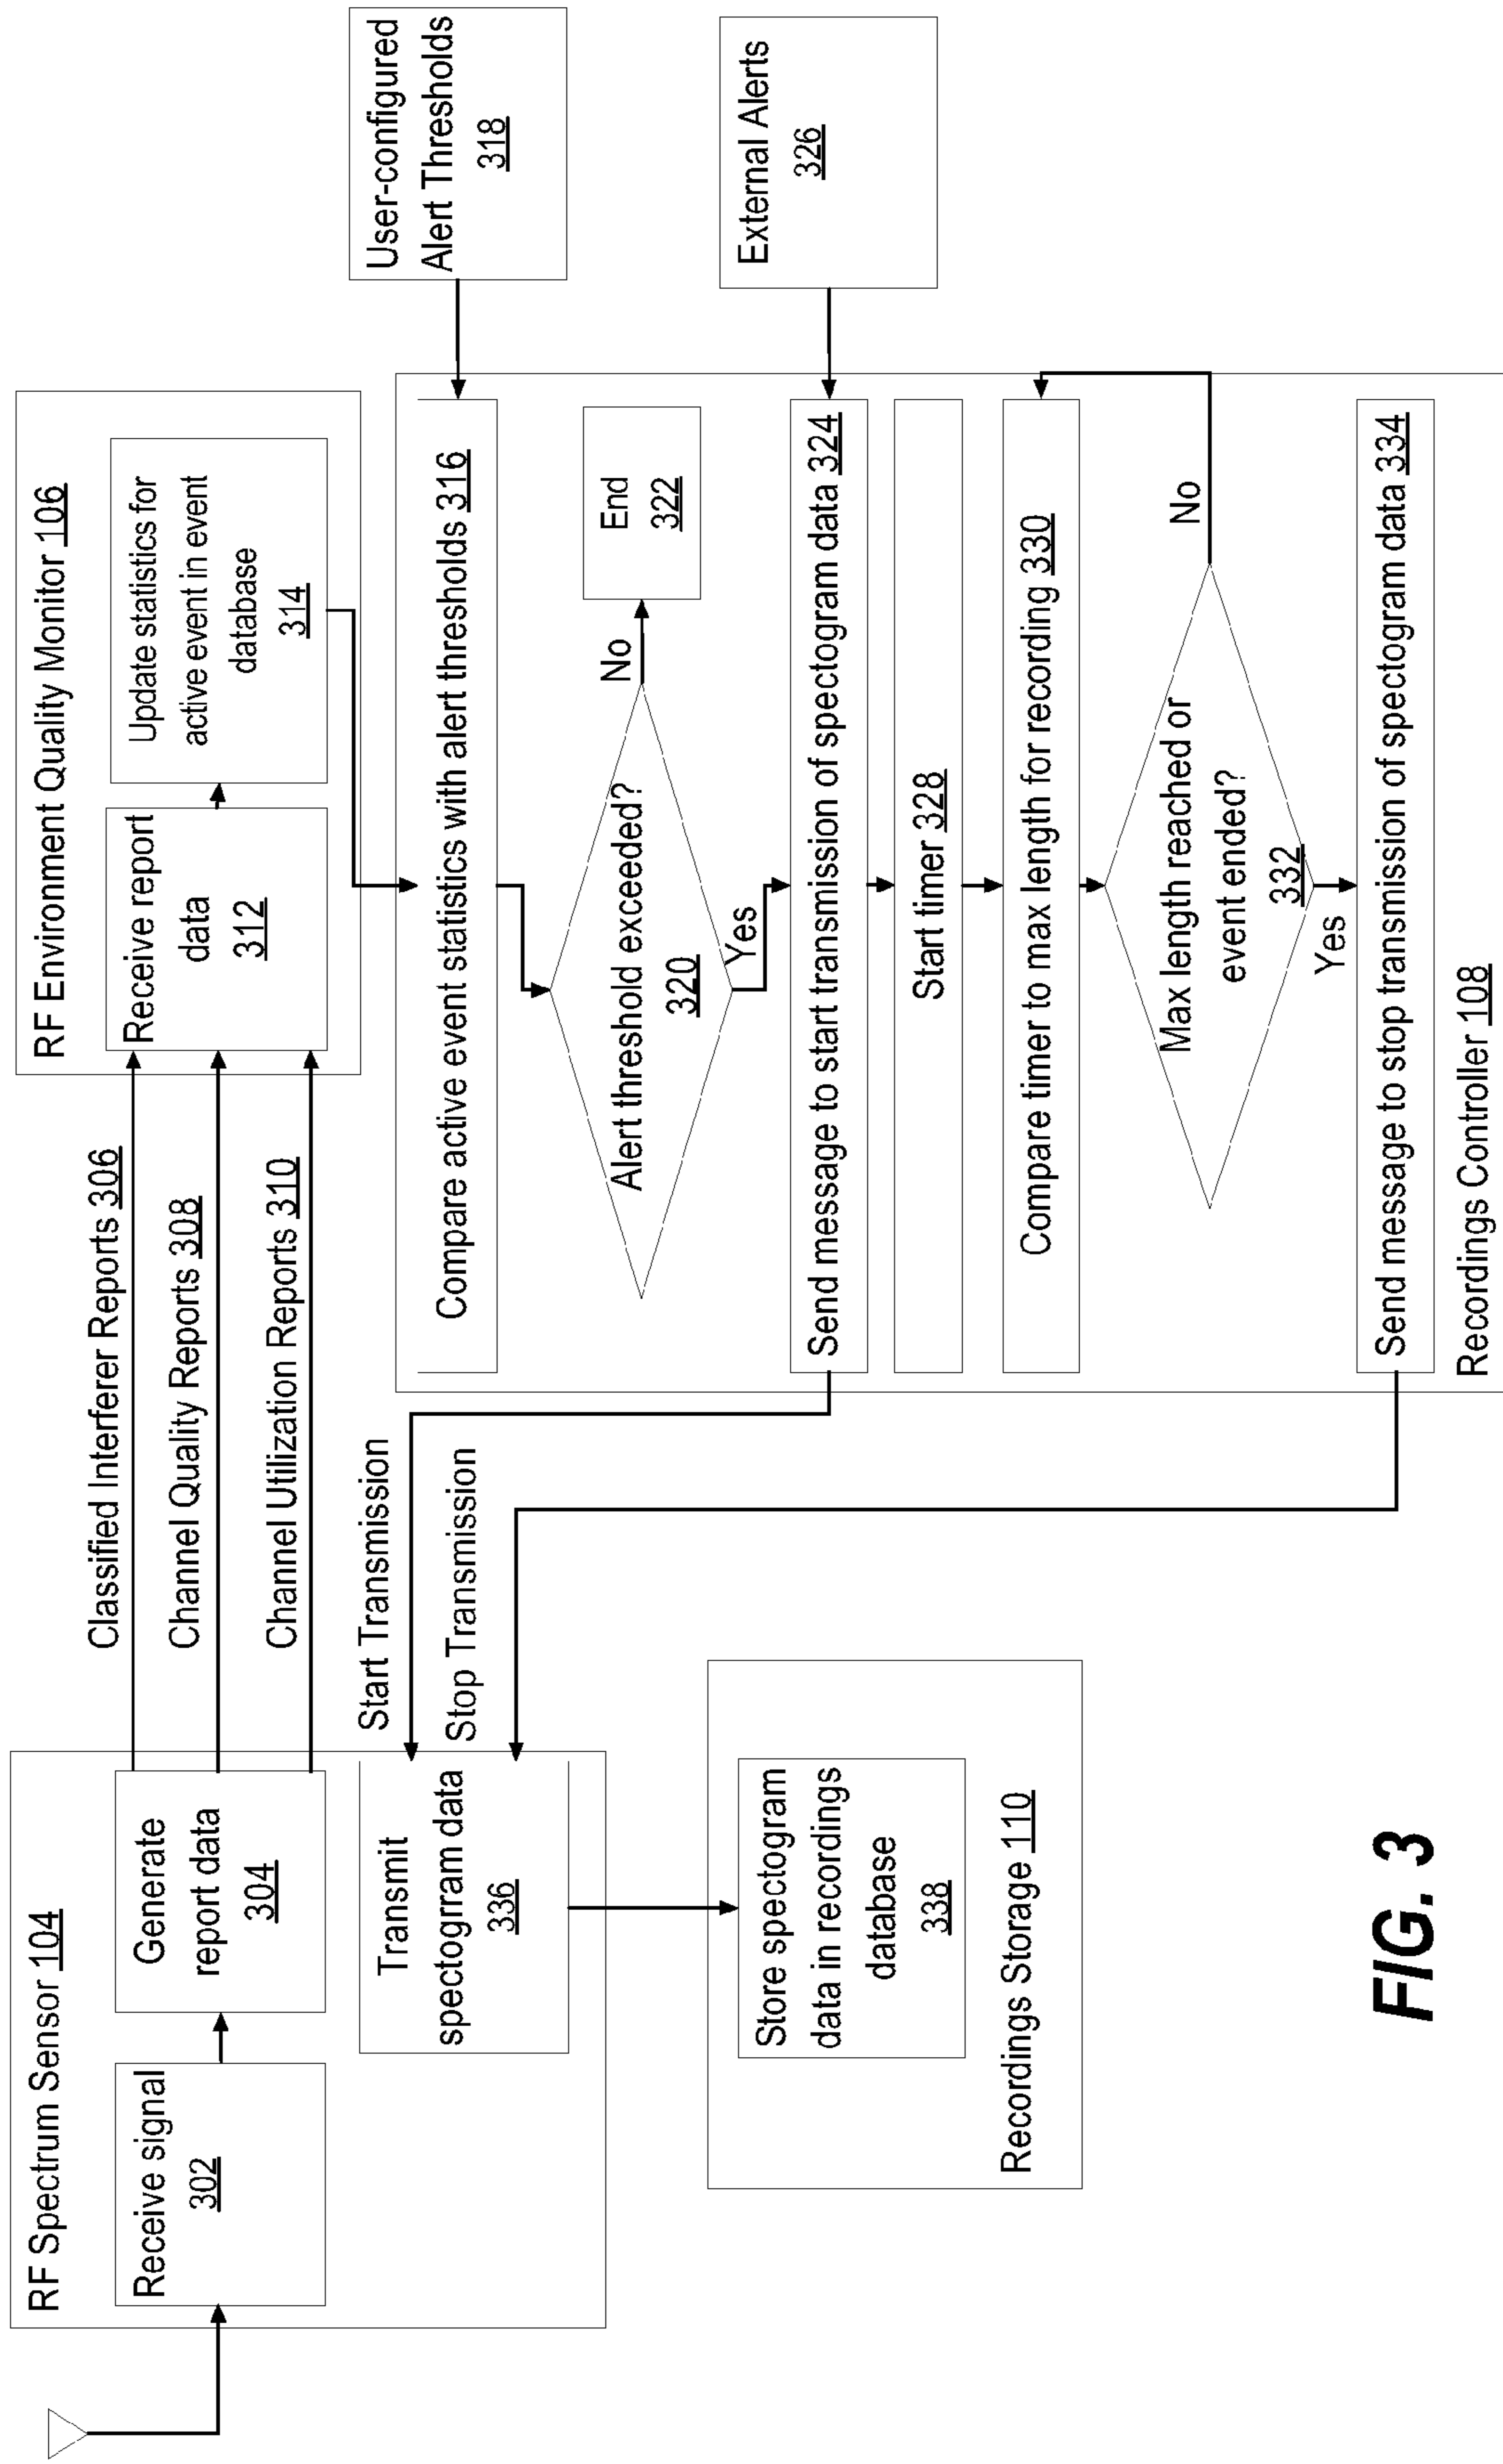 RF Spectrum Sensor 104
Receive signal
302
Generate
report data
304
Transmit
spectogrram data
336
Classified Interferer Reports 306
Channel Quality Reports 308
Channel Utilization Reports 310
Start Transmission
Stop Transmission
RF Environment Quality Monitor 106
Receive report
data
312
Update statistics for
active event in event
database
314
User-configured
Alert Thresholds
318
Compare active event statistics with alert thresholds 316
Alert threshold exceeded?
320
No
End
322
Yes
External Alerts
326
Send message to start transmission of spectogram data 324
Start timer 328
Compare timer to max length for recording 330
Max length reached or
event ended?
332
No
Yes
Send message to stop transmission of spectogram data 334
Recordings Controller 108
Store spectogram
data in recordings
database
338
Recordings Storage 110
FIG. 3